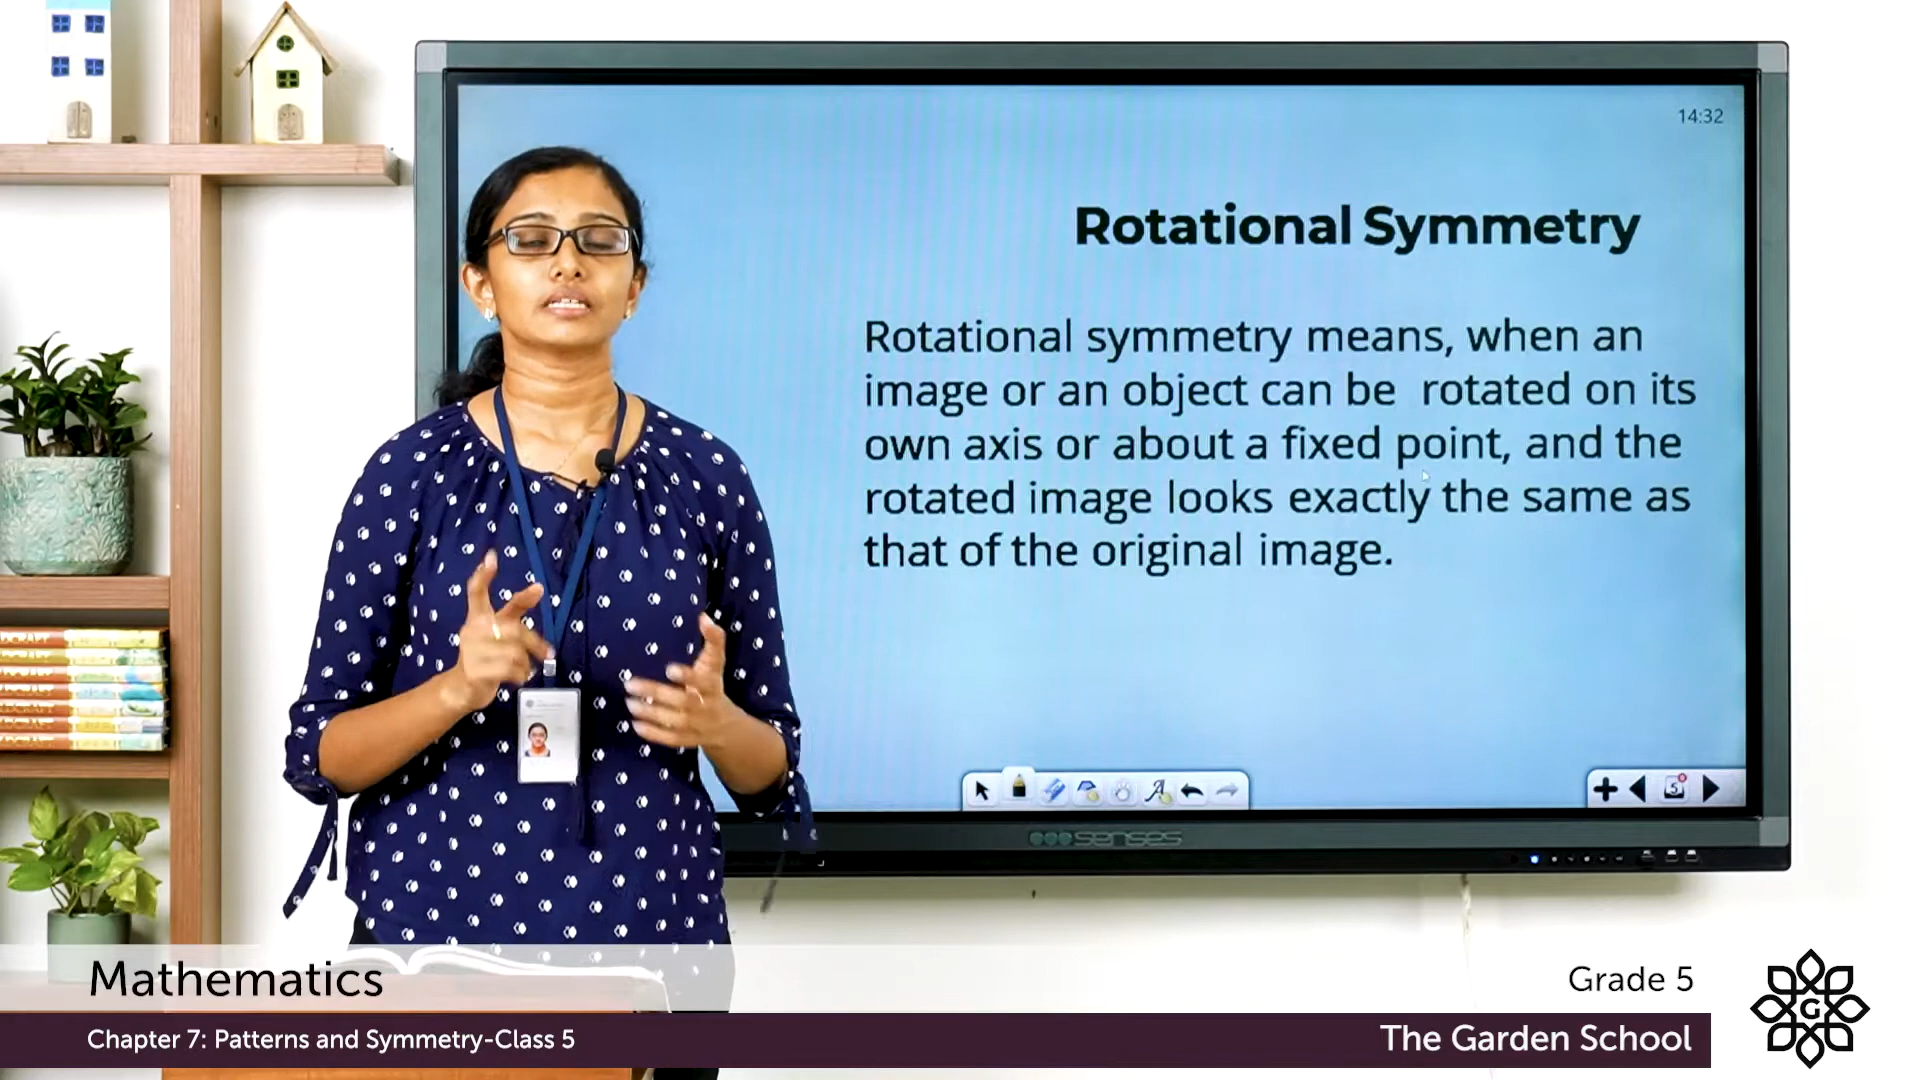 14:32
Rotational Symmetry
Rotational symmetry means, when an
image or an object can be rotated on its
own axis or about a fixed point, and the
rotated image looks exactly the same as
that of the original image.
A
5
senses
Mathematics
Grade 5
Chapter 7: Patterns and Symmetry-Class 5
The Garden School
G